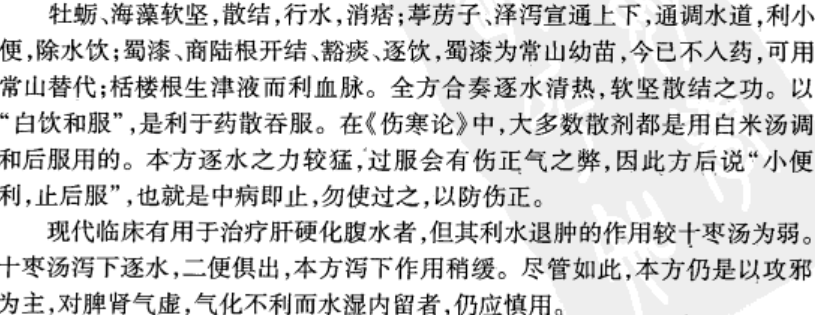 牡蛎、海藻软坚,散结,行水,消痞;葶苈子、泽泻宣通上下,通调水道,利小
便,除水饮;蜀漆、商陆根开结、豁痰、逐饮,蜀漆为常山幼苗,今已不入药,可用
常山替代;栝楼根生津液而利血脉。全方合奏逐水清热,软坚散结之功。以
“白饮和服”,是利于药散吞服。在《伤寒论》中,大多数散剂都是用白米汤调
和后服用的。本方逐水之力较猛,过服会有伤正气之弊,因此方后说“小便
利,止后服”,也就是中病即止,勿使过之,以防伤正。
现代临床有用于治疗肝硬化腹水者,但其利水退肿的作用较十枣汤为弱。
十枣汤泻下逐水,二便俱出,本方泻下作用稍缓。尽管如此,本方仍是以攻邪
为主,对脾肾气虚,气化不利而水湿内留者,仍应慎用。